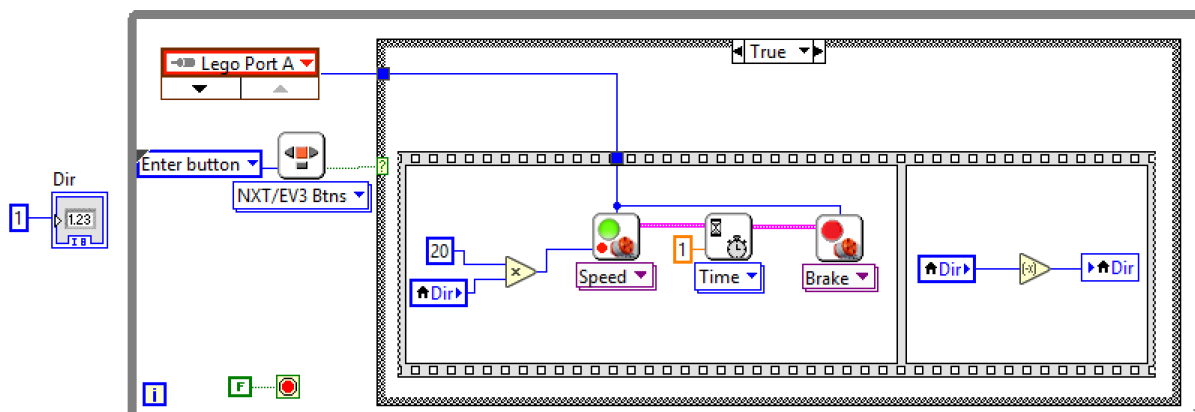 True
Lego Port A
Enter button
?
NXT/EV3 Btns
Dir
1
1.23
I8
20
×
Dir
Speed
1
Time
Brake
Dir
-x
Dir
F
i